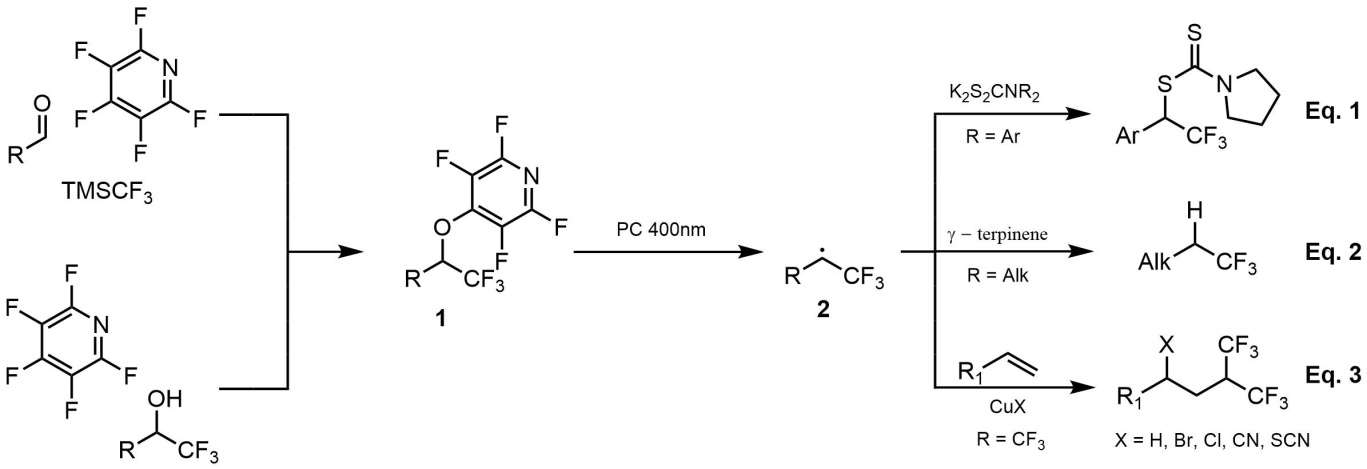 F
F
N
F
F
F
O
R
TMSCF3
F
F
N
F
F
F
OH
R
CF3
F
F
N
O
F
F
R
CF3
1
PC 400nm
R
CF3
2
K2S2CNR2
R = Ar
S
S
N
Ar
CF3
Eq. 1
γ − terpinene
R = Alk
H
Alk
CF3
Eq. 2
R1
CuX
R = CF3
X
CF3
R1
CF3
Eq. 3
X = H, Br, Cl, CN, SCN